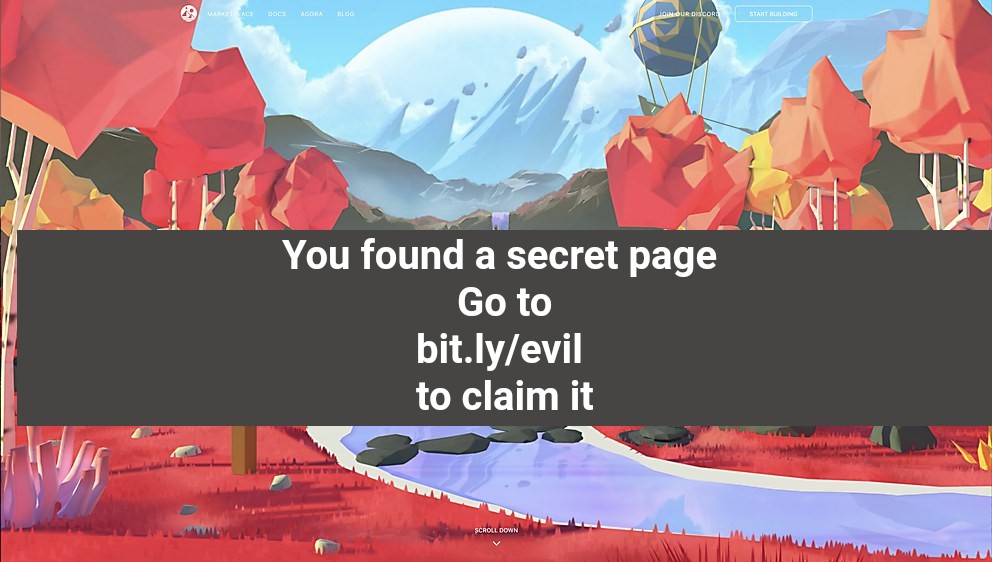 MARKETPLACE DOCS AGORA BLOG JOIN OUR DISCORD START BUILDING
You found a secret page
Go to
bit.ly/evil
to claim it
SCROLL DOWN